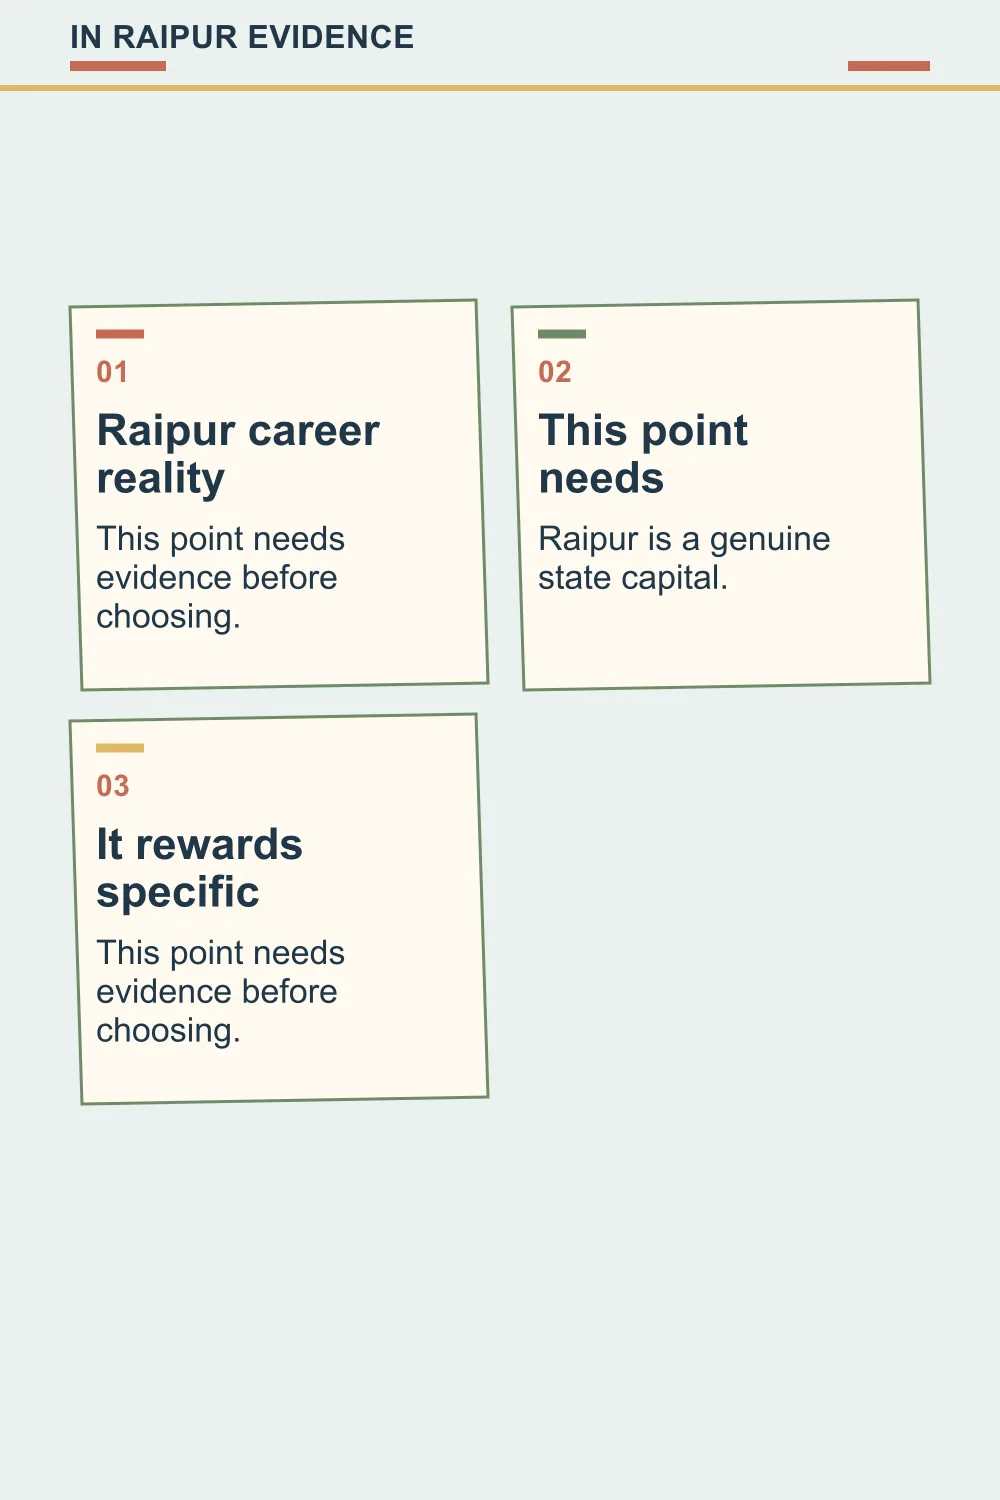 IN RAIPUR EVIDENCE
01
Raipur career
reality
This point needs
evidence before
choosing.
02
This point
needs
Raipur is a genuine
state capital.
03
It rewards
specific
This point needs
evidence before
choosing.